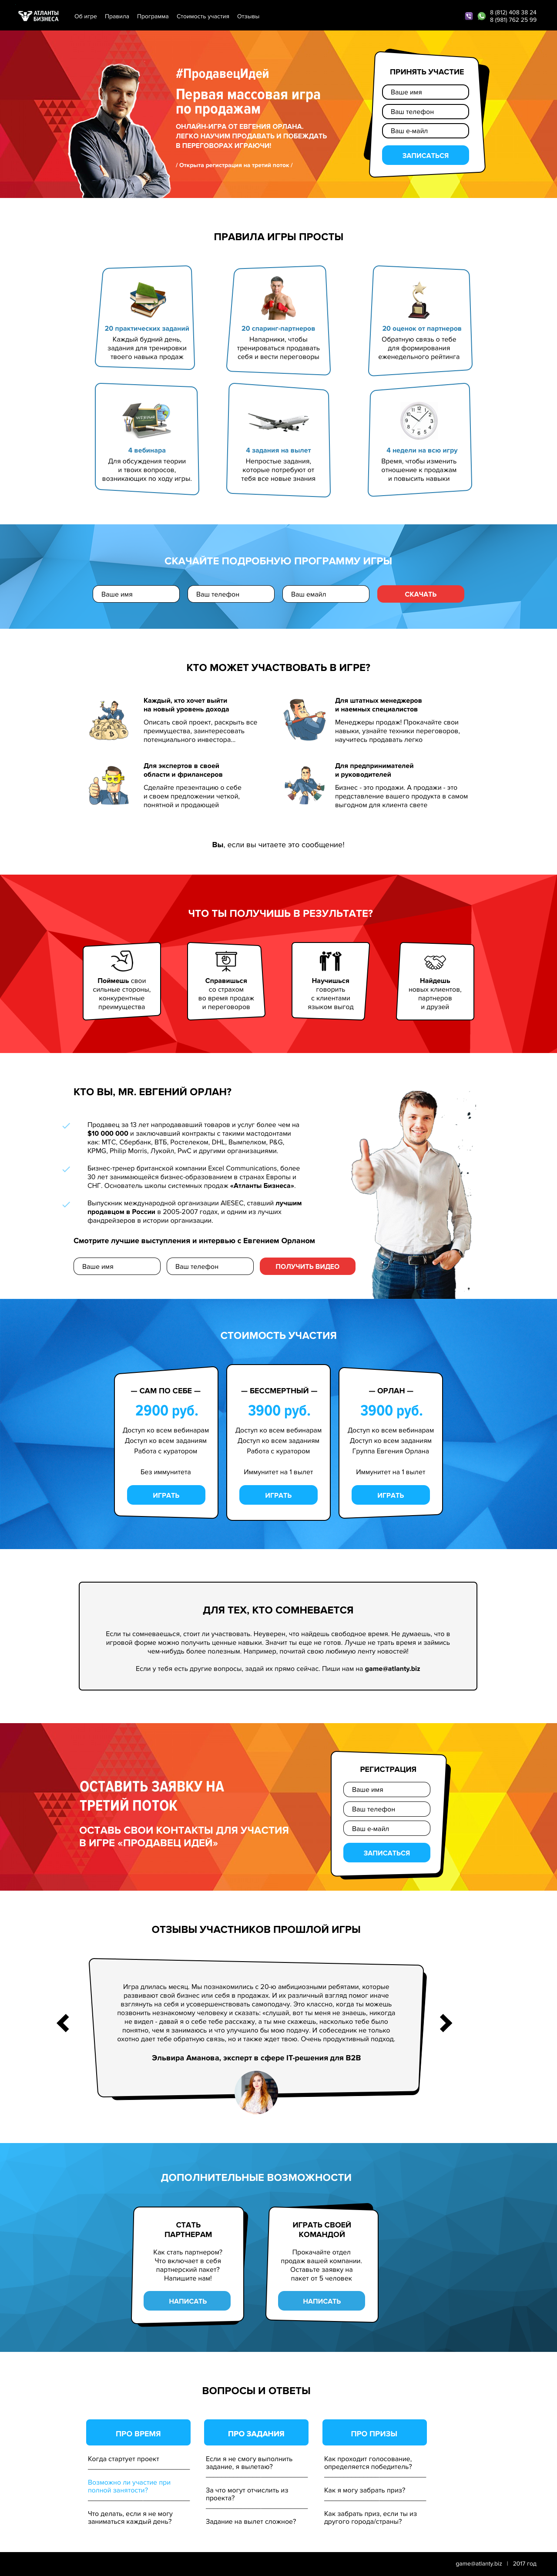 АТЛАНТЫ
БИЗНЕСА
Об игре
Правила
Программа
Стоимость участия
Отзывы
8 (812) 408 38 24
8 (981) 762 25 99
#ПродавецИдей
Первая массовая игра
по продажам
ОНЛАЙН-ИГРА ОТ ЕВГЕНИЯ ОРЛАНА.
ЛЕГКО НАУЧИМ ПРОДАВАТЬ И ПОБЕЖДАТЬ
В ПЕРЕГОВОРАХ ИГРАЮЧИ!
/ Открыта регистрация на третий поток /
ПРИНЯТЬ УЧАСТИЕ
Ваше имя
Ваш телефон
Ваш е-майл
ЗАПИСАТЬСЯ
ПРАВИЛА ИГРЫ ПРОСТЫ
20 практических заданий
Каждый будний день,
задания для тренировки
твоего навыка продаж
20 спаринг-партнеров
Напарники, чтобы
тренироваться продавать
себя и вести переговоры
20 оценок от партнеров
Обратную связь о тебе
для формирования
еженедельного рейтинга
4 вебинара
Для обсуждения теории
и твоих вопросов,
возникающих по ходу игры.
4 задания на вылет
Непростые задания,
которые потребуют от
тебя все новые знания
4 недели на всю игру
Время, чтобы изменить
отношение к продажам
и повысить навыки
СКАЧАЙТЕ ПОДРОБНУЮ ПРОГРАММУ ИГРЫ
Ваше имя
Ваш телефон
Ваш емайл
СКАЧАТЬ
КТО МОЖЕТ УЧАСТВОВАТЬ В ИГРЕ?
Каждый, кто хочет выйти
на новый уровень дохода
Описать свой проект, раскрыть все
преимущества, заинтересовать
потенциального инвестора...
Для штатных менеджеров
и наемных специалистов
Менеджеры продаж! Прокачайте свои
навыки, узнайте техники переговоров,
научитесь продавать легко
Для экспертов в своей
области и фрилансеров
Сделайте презентацию о себе
и своем предложении четкой,
понятной и продающей
Для предпринимателей
и руководителей
Бизнес - это продажи. А продажи - это
представление вашего продукта в самом
выгодном для клиента свете
Вы, если вы читаете это сообщение!
ЧТО ТЫ ПОЛУЧИШЬ В РЕЗУЛЬТАТЕ?
Поймешь свои
сильные стороны,
конкурентные
преимущества
Справишься
со страхом
во время продаж
и переговоров
Научишься
говорить
с клиентами
языком выгод
Найдешь
новых клиентов,
партнеров
и друзей
КТО ВЫ, MR. ЕВГЕНИЙ ОРЛАН?
Продавец за 13 лет напродававший товаров и услуг более чем на
$10 000 000 и заключавший контракты с такими мастодонтами
как: МТС, Сбербанк, ВТБ, Ростелеком, DHL, Вымпелком, P&G,
KPMG, Philip Morris, Лукойл, PwC и другими организациями.
Бизнес-тренер британской компании Excel Communications, более
30 лет занимающейся бизнес-образованием в странах Европы и
СНГ. Основатель школы системных продаж «Атланты Бизнеса».
Выпускник международной организации AIESEC, ставший лучшим
продавцом в России в 2005-2007 годах, и одним из лучших
фандрейзеров в истории организации.
Смотрите лучшие выступления и интервью с Евгением Орланом
Ваше имя
Ваш телефон
ПОЛУЧИТЬ ВИДЕО
СТОИМОСТЬ УЧАСТИЯ
— САМ ПО СЕБЕ —
2900 руб.
Доступ ко всем вебинарам
Доступ ко всем заданиям
Работа с куратором
Без иммунитета
ИГРАТЬ
— БЕССМЕРТНЫЙ —
3900 руб.
Доступ ко всем вебинарам
Доступ ко всем заданиям
Работа с куратором
Иммунитет на 1 вылет
ИГРАТЬ
— ОРЛАН —
3900 руб.
Доступ ко всем вебинарам
Доступ ко всем заданиям
Группа Евгения Орлана
Иммунитет на 1 вылет
ИГРАТЬ
ДЛЯ ТЕХ, КТО СОМНЕВАЕТСЯ
Если ты сомневаешься, стоит ли участвовать. Неуверен, что найдешь свободное время. Не думаешь, что в
игровой форме можно получить ценные навыки. Значит ты еще не готов. Лучше не трать время и займись
чем-нибудь более полезным. Например, почитай свою любимую ленту новостей!
Если у тебя есть другие вопросы, задай их прямо сейчас. Пиши нам на game@atlanty.biz
ОСТАВИТЬ ЗАЯВКУ НА
ТРЕТИЙ ПОТОК
ОСТАВЬ СВОИ КОНТАКТЫ ДЛЯ УЧАСТИЯ
В ИГРЕ «ПРОДАВЕЦ ИДЕЙ»
РЕГИСТРАЦИЯ
Ваше имя
Ваш телефон
Ваш е-майл
ЗАПИСАТЬСЯ
ОТЗЫВЫ УЧАСТНИКОВ ПРОШЛОЙ ИГРЫ
Игра длилась месяц. Мы познакомились с 20-ю амбициозными ребятами, которые
развивают свой бизнес или себя в продажах. И их различный взгляд помог иначе
взглянуть на себя и усовершенствовать самоподачу. Это классно, когда ты можешь
позвонить незнакомому человеку и сказать: «слушай, вот ты меня не знаешь, никогда
не видел - давай я о себе тебе расскажу, а ты мне скажешь, насколько тебе было
понятно, чем я занимаюсь и что улучшило бы мою подачу. И собеседник не только
охотно дает тебе обратную связь, но и также ждет твою. Очень продуктивный подход.
Эльвира Аманова, эксперт в сфере IT-решения для B2B
ДОПОЛНИТЕЛЬНЫЕ ВОЗМОЖНОСТИ
СТАТЬ
ПАРТНЕРАМ
Как стать партнером?
Что включает в себя
партнерский пакет?
Напишите нам!
НАПИСАТЬ
ИГРАТЬ СВОЕЙ
КОМАНДОЙ
Прокачайте отдел
продаж вашей компании.
Оставьте заявку на
пакет от 5 человек
НАПИСАТЬ
ВОПРОСЫ И ОТВЕТЫ
ПРО ВРЕМЯ
Когда стартует проект
Возможно ли участие при
полной занятости?
Что делать, если я не могу
заниматься каждый день?
ПРО ЗАДАНИЯ
Если я не смогу выполнить
задание, я вылетаю?
За что могут отчислить из
проекта?
Задание на вылет сложное?
ПРО ПРИЗЫ
Как проходит голосование,
определяется победитель?
Как я могу забрать приз?
Как забрать приз, если ты из
другого города/страны?
game@atlanty.biz | 2017 год